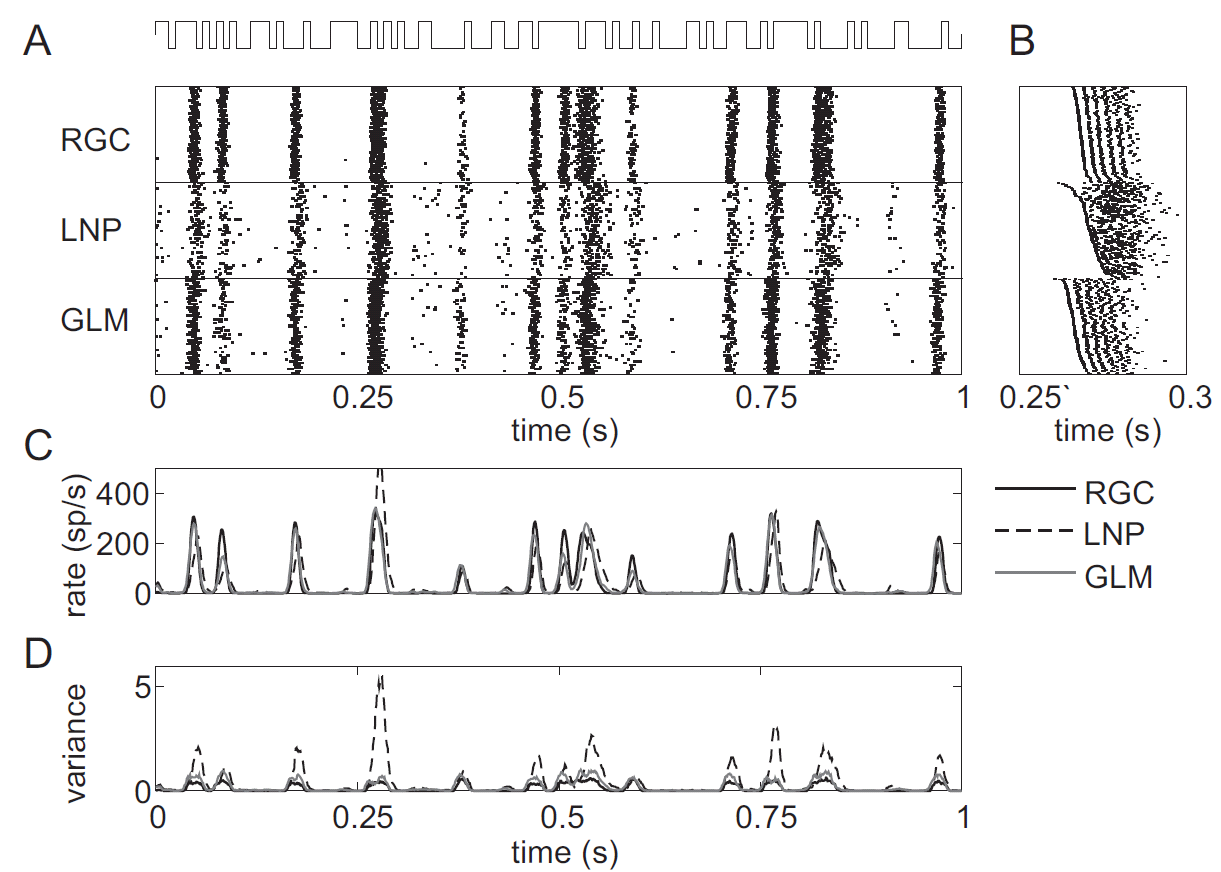 A
B
RGC
LNP
GLM
0 0.25 0.5 0.75 1
time (s)
0.25` 0.3
time (s)
C
rate (sp/s)
400
200
0
RGC
LNP
GLM
D
variance
5
0
0 0.25 0.5 0.75 1
time (s)